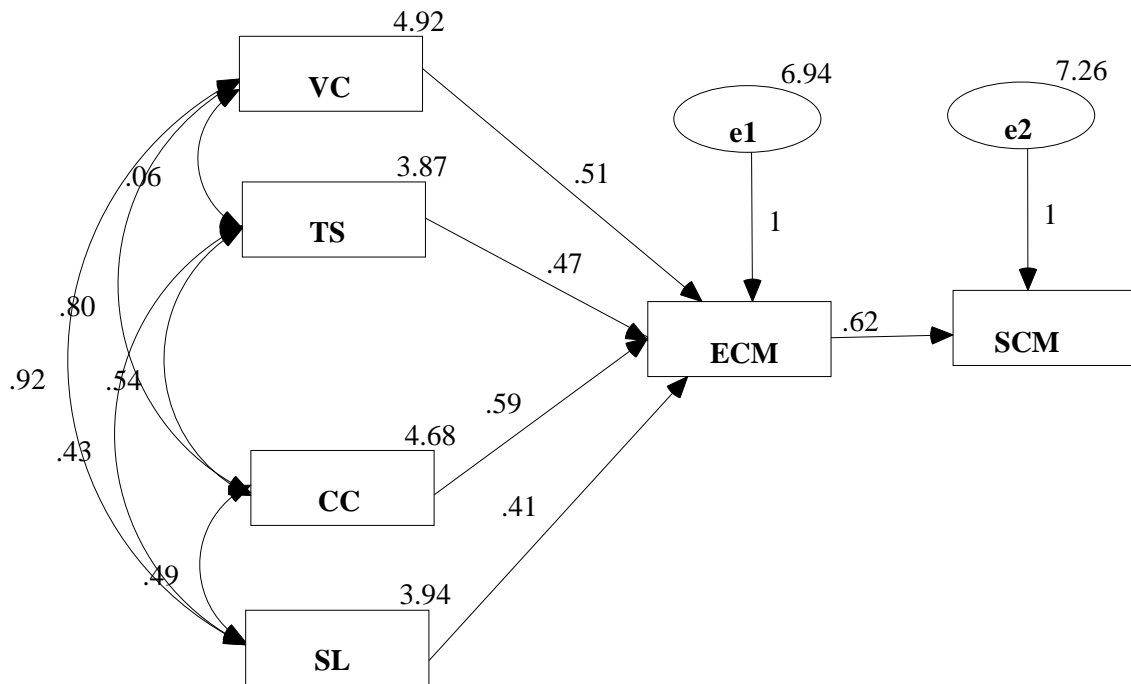 4.92
VC
6.94
e1
7.26
e2
.06
3.87
TS
.51
1
1
.47
.80
ECM
.62
SCM
.92
.54
.59
.43
4.68
CC
.41
.49
3.94
SL